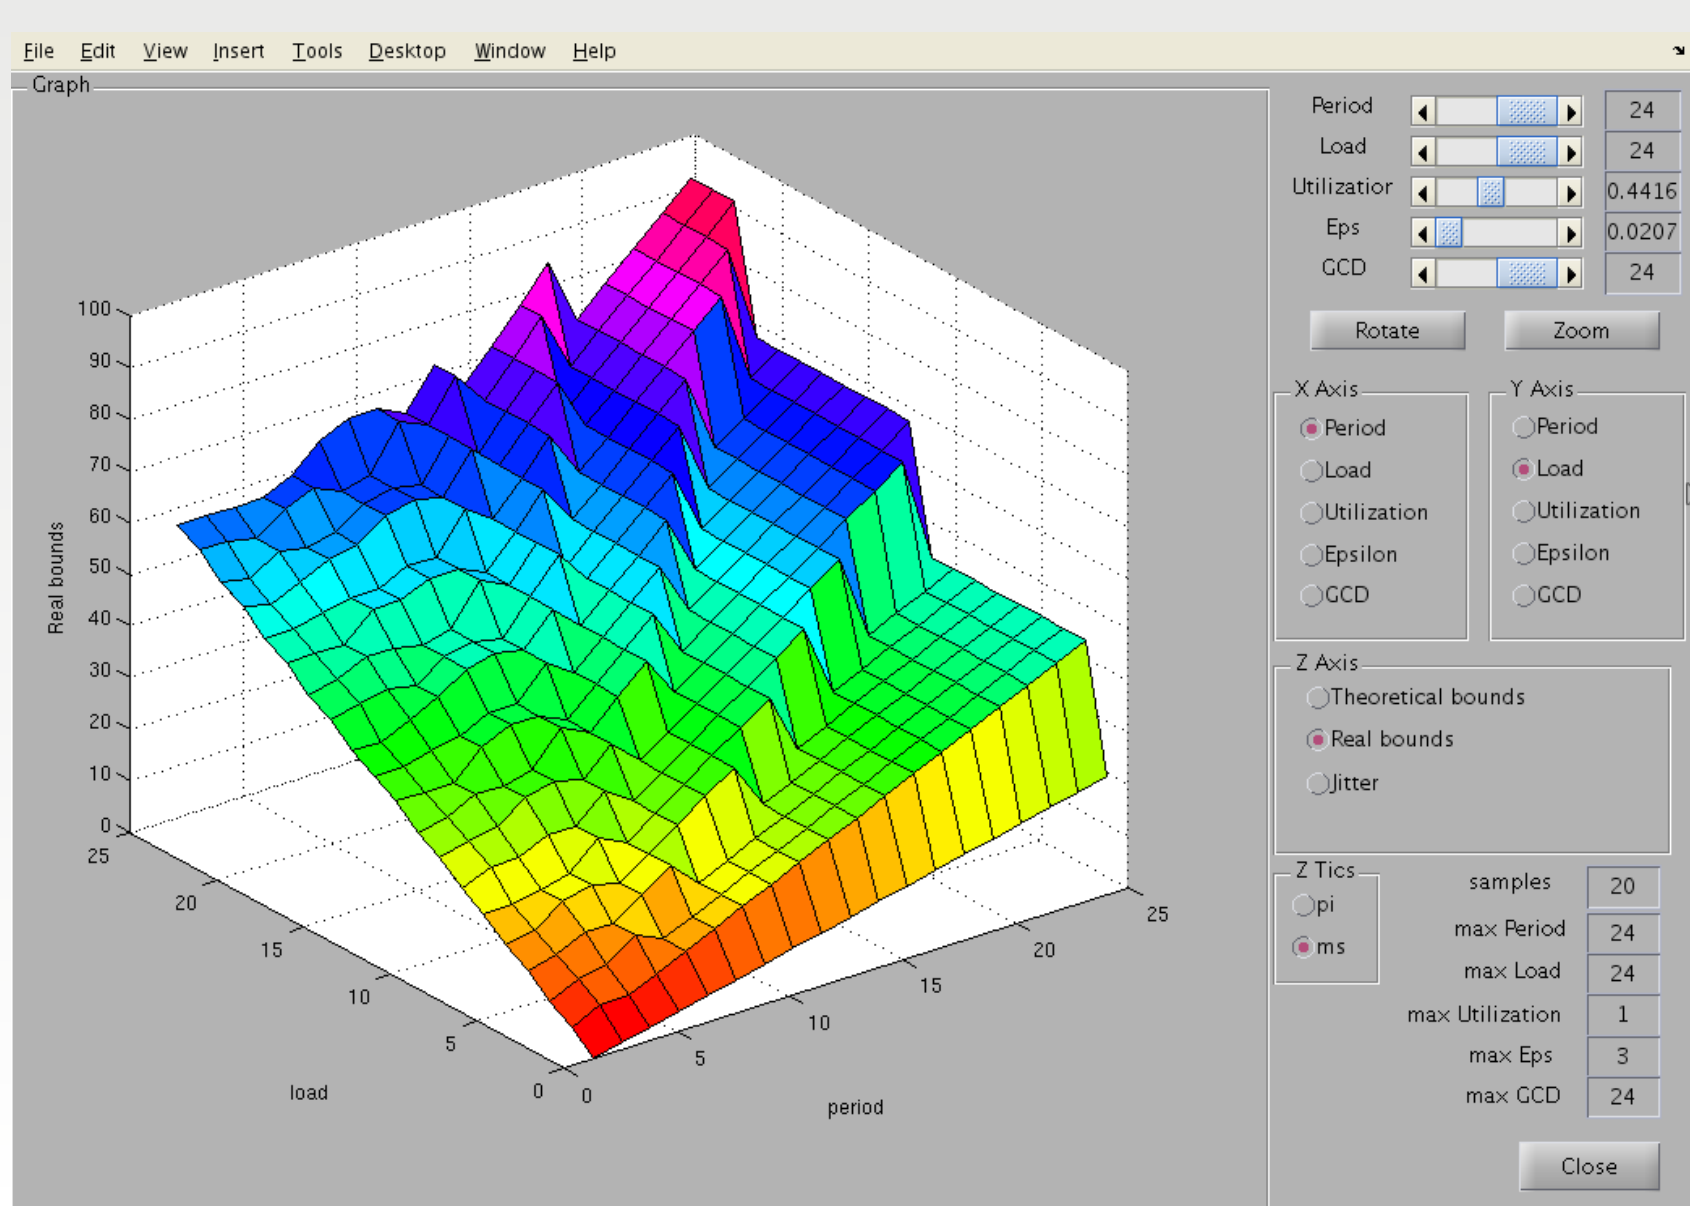 File Edit View Insert Tools Desktop Window Help
Graph
100
90
80
70
60
50
40
30
20
10
0
Real bounds
25
20
15
10
5
0
load
0
5
10
15
20
25
period
Period 24
Load 24
Utilizatior 0.4416
Eps 0.0207
GCD 24
Rotate Zoom
X Axis
Period
Load
Utilization
Epsilon
GCD
Y Axis
Period
Load
Utilization
Epsilon
GCD
Z Axis
Theoretical bounds
Real bounds
Jitter
Z Tics
pi
ms
samples 20
max Period 24
max Load 24
max Utilization 1
max Eps 3
max GCD 24
Close